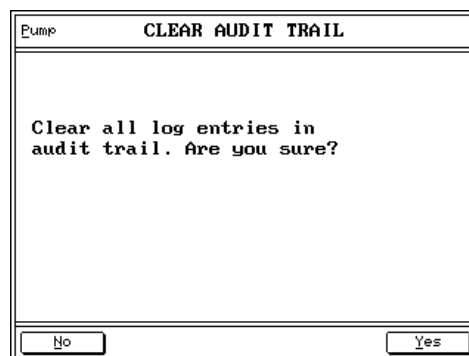 Pump CLEAR AUDIT TRAIL
Clear all log entries in
audit trail. Are you sure?
No Yes